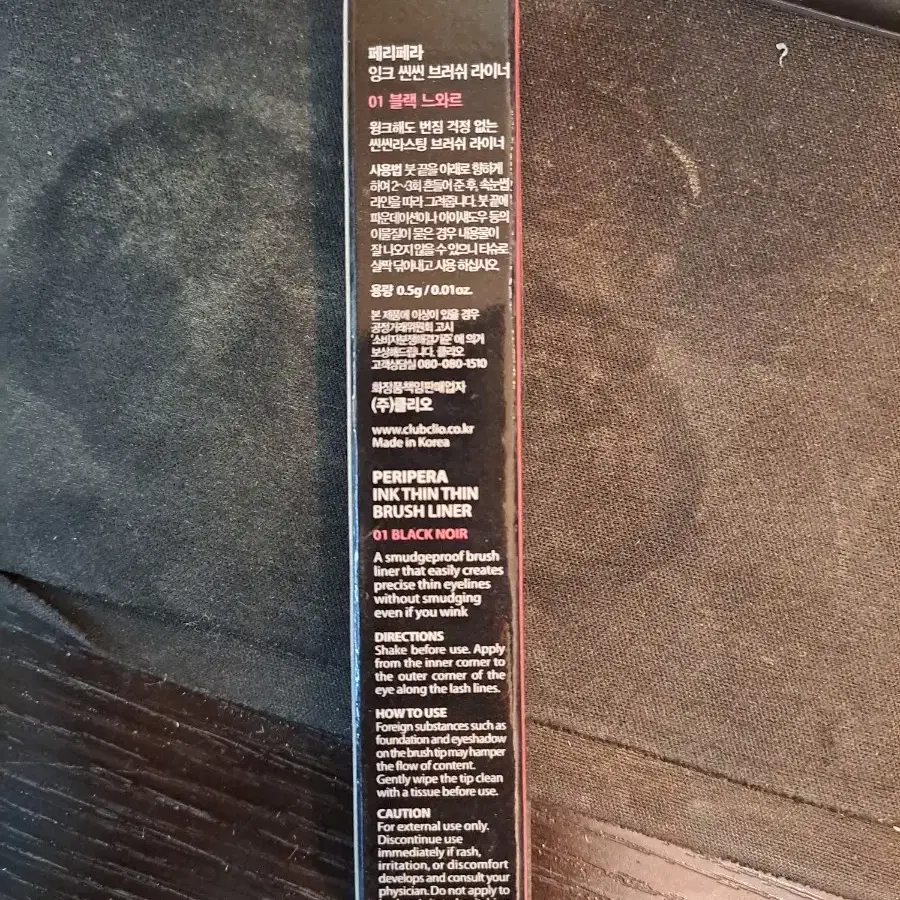 페리페라
잉크 씬씬 브러쉬 라이너
01 블랙 느와르
윙크해도 번짐 걱정 없는
씬씬라스팅 브러쉬 라이너
사용법 붓 끝을 아래로 향하게
하여 2~3회 흔들어 준 후, 속눈썹
라인을 따라 그려줍니다. 붓 끝에
파운데이션이나 아이섀도우 등의
이물질이 묻은 경우 내용물이
잘 나오지 않을 수 있으니 티슈로
살짝 닦아내고 사용 하십시오.
용량 0.5g / 0.01oz.
본 제품에 이상이 있을 경우
공정거래위원회 고시
'소비자분쟁해결기준' 에 의거
보상해드립니다. 클리오
고객상담실 080-080-1510
화장품책임판매업자
(주)클리오
www.clubclio.co.kr
Made in Korea
PERIPERA
INK THIN THIN
BRUSH LINER
01 BLACK NOIR
A smudgeproof brush
liner that easily creates
precise thin eyelines
without smudging
even if you wink
DIRECTIONS
Shake before use. Apply
from the inner corner to
the outer corner of the
eye along the lash lines.
HOW TO USE
Foreign substances such as
foundation and eyeshadow
on the brush tip may hamper
the flow of content.
Gently wipe the tip clean
with a tissue before use.
CAUTION
For external use only.
Discontinue use
immediately if rash,
irritation, or discomfort
develops and consult your
physician. Do not apply to